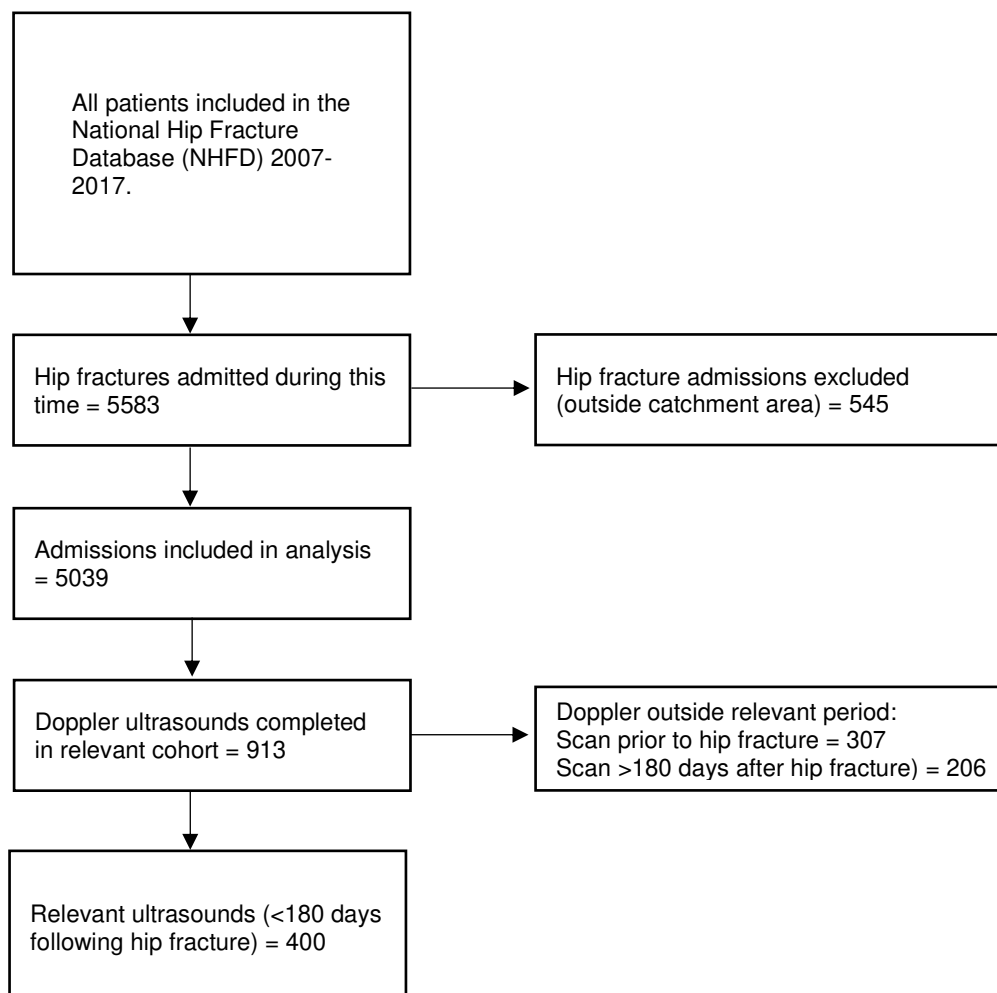 All patients included in the
National Hip Fracture
Database (NHFD) 2007-
2017.
Hip fractures admitted during this
time = 5583
Hip fracture admissions excluded
(outside catchment area) = 545
Admissions included in analysis
= 5039
Doppler ultrasounds completed
in relevant cohort = 913
Doppler outside relevant period:
Scan prior to hip fracture = 307
Scan >180 days after hip fracture) = 206
Relevant ultrasounds (<180 days
following hip fracture) = 400